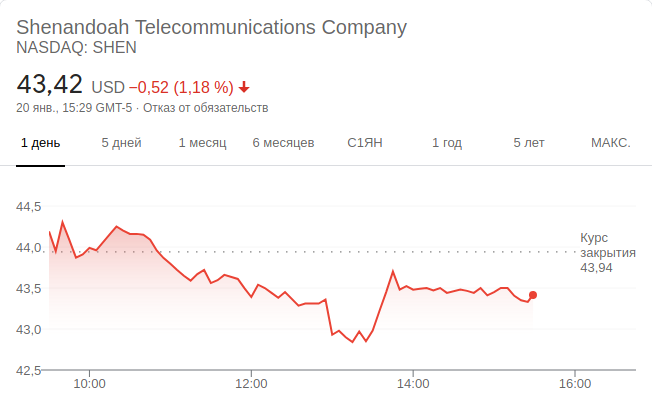 Shenandoah Telecommunications Company
NASDAQ: SHEN
43,42 USD −0,52 (1,18 %)
20 янв., 15:29 GMT-5 · Отказ от обязательств
1 день 5 дней 1 месяц 6 месяцев С1ЯН 1 год 5 лет МАКС.
44,5
44,0
43,5
43,0
42,5
Курс
закрытия
43,94
10:00 12:00 14:00 16:00